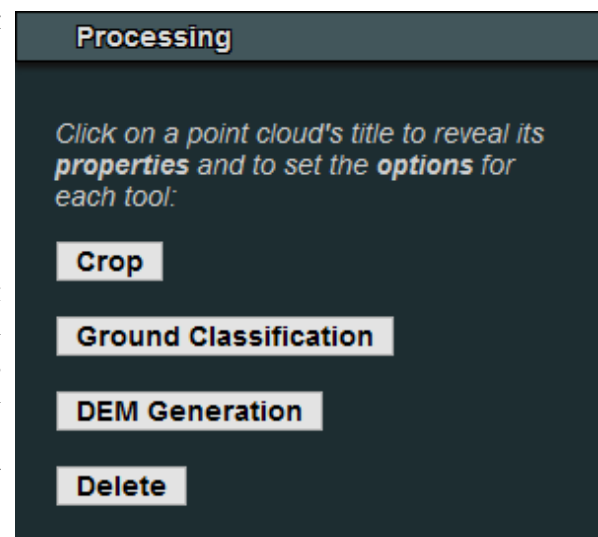 Processing
Click on a point cloud's title to reveal its
properties and to set the options for
each tool:
Crop
Ground Classification
DEM Generation
Delete